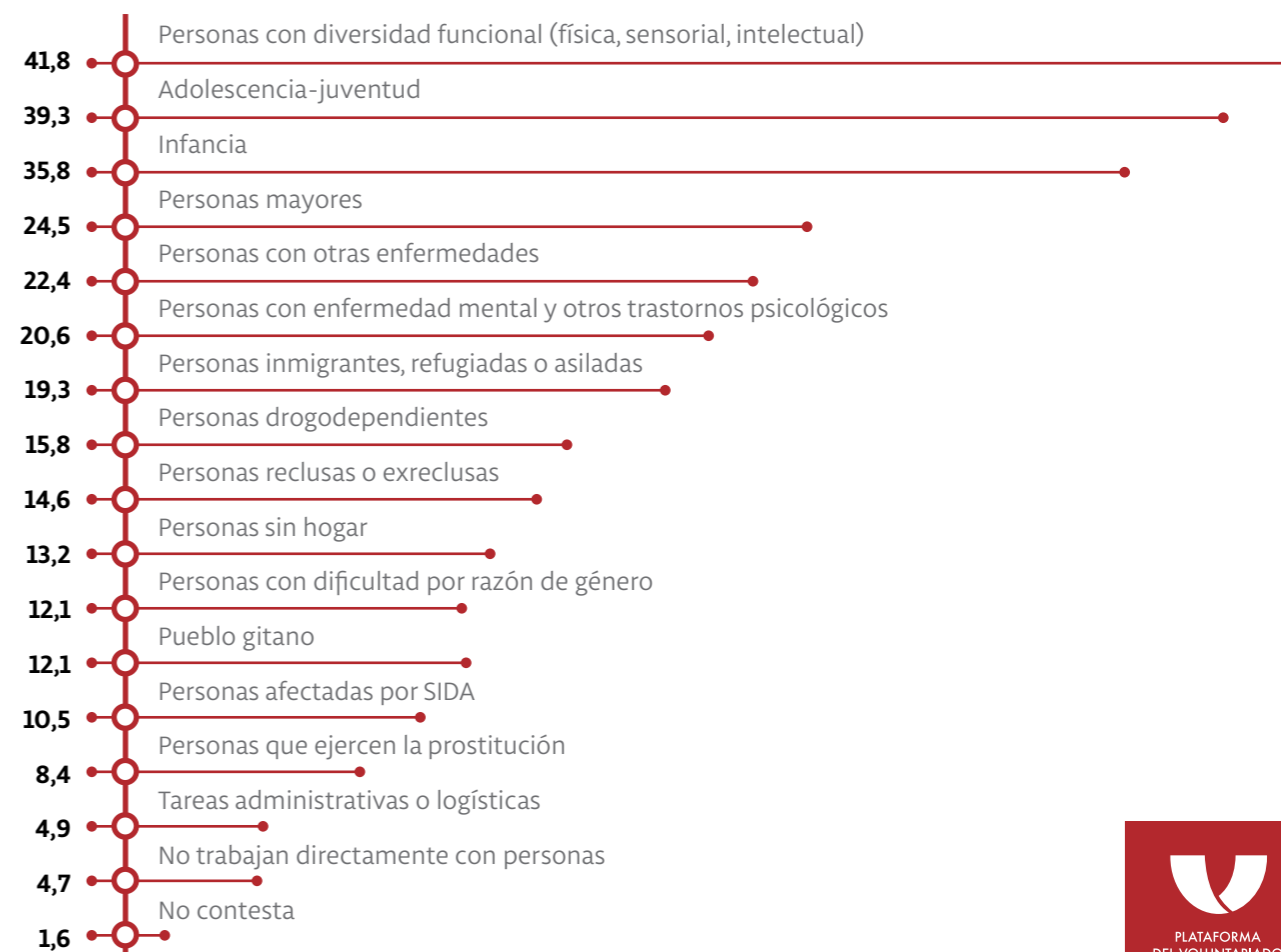 Personas con diversidad funcional (física, sensorial, intelectual)
41,8
Adolescencia-juventud
39,3
Infancia
35,8
Personas mayores
24,5
Personas con otras enfermedades
22,4
Personas con enfermedad mental y otros trastornos psicológicos
20,6
Personas inmigrantes, refugiadas o asiladas
19,3
Personas drogodependientes
15,8
Personas reclusas o exreclusas
14,6
Personas sin hogar
13,2
Personas con dificultad por razón de género
12,1
Pueblo gitano
12,1
Personas afectadas por SIDA
10,5
Personas que ejercen la prostitución
8,4
Tareas administrativas o logísticas
4,9
No trabajan directamente con personas
4,7
No contesta
1,6
PLATAFORMA
DEL VOLUNTARIADO